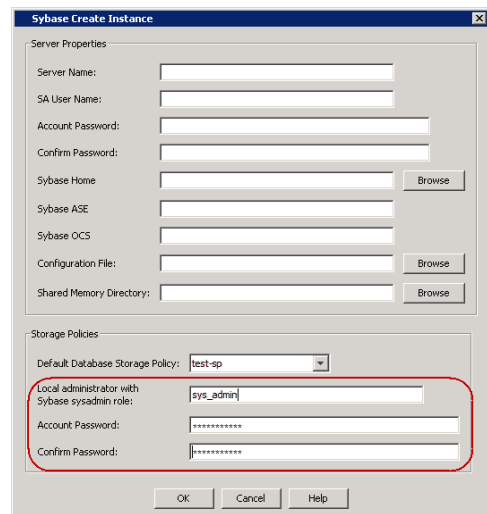 Sybase Create Instance
Server Properties
Server Name:
SA User Name:
Account Password:
Confirm Password:
Sybase Home
Browse
Sybase ASE
Sybase OCS
Configuration File:
Browse
Shared Memory Directory:
Browse
Storage Policies
Default Database Storage Policy:
test-sp
Local administrator with
Sybase sysadmin role:
sys_admin
Account Password:
***********
Confirm Password:
***********
OK
Cancel
Help